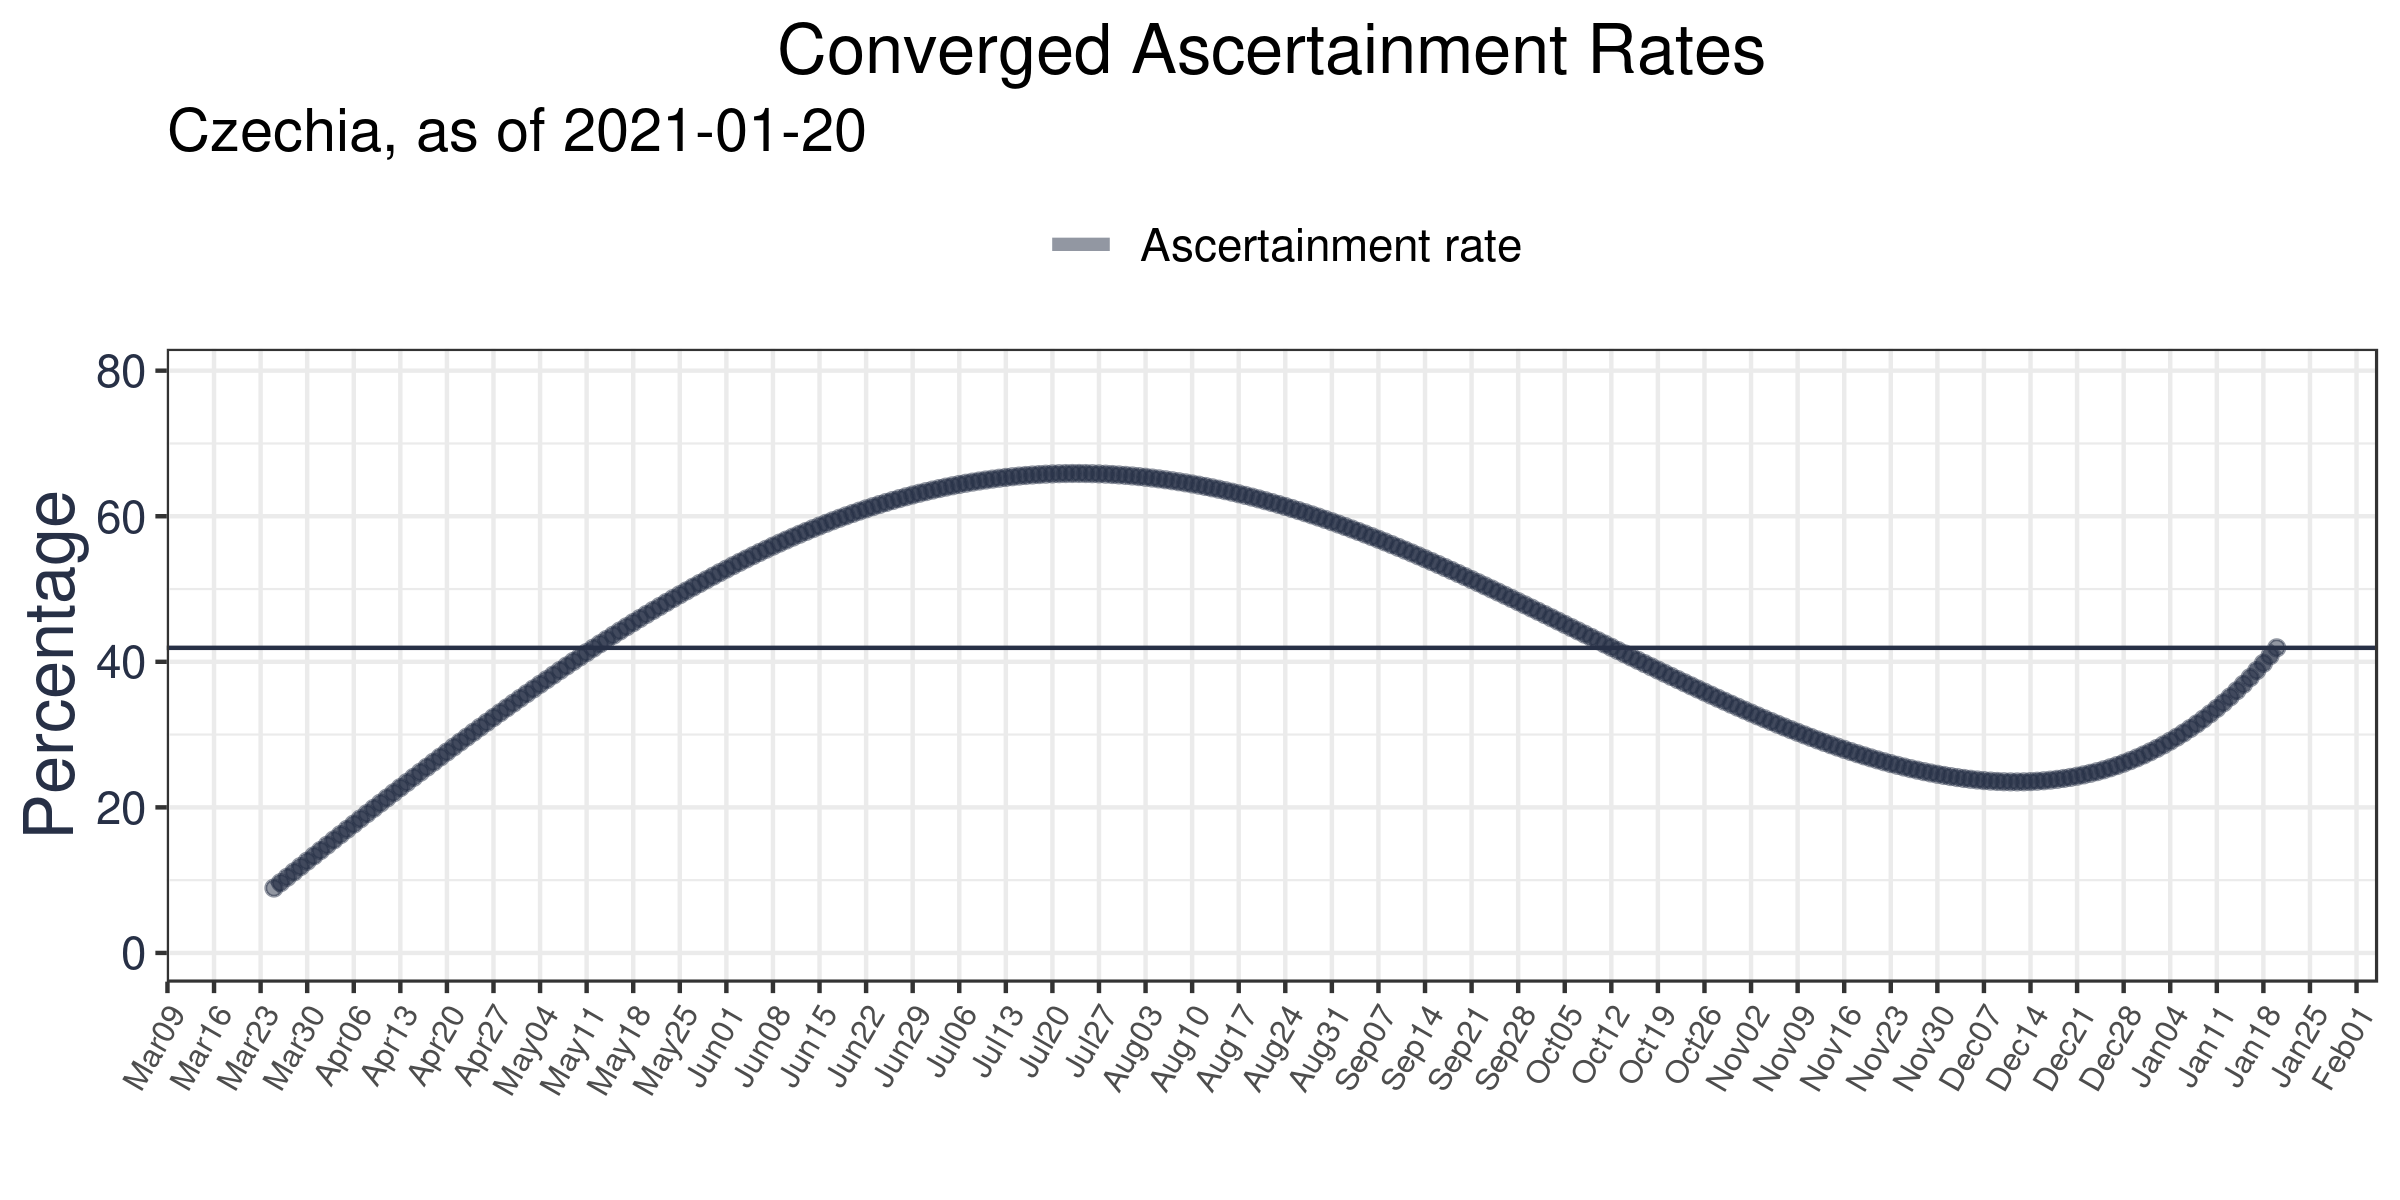 Converged Ascertainment Rates
Czechia, as of 2021-01-20
Ascertainment rate
Percentage
80
60
40
20
0
Mar09 Mar16 Mar23 Mar30 Apr06 Apr13 Apr20 Apr27 May04 May11 May18 May25 Jun01 Jun08 Jun15 Jun22 Jun29 Jul06 Jul13 Jul20 Jul27 Aug03 Aug10 Aug17 Aug24 Aug31 Sep07 Sep14 Sep21 Sep28 Oct05 Oct12 Oct19 Oct26 Nov02 Nov09 Nov16 Nov23 Nov30 Dec07 Dec14 Dec21 Dec28 Jan04 Jan11 Jan18 Jan25 Feb01